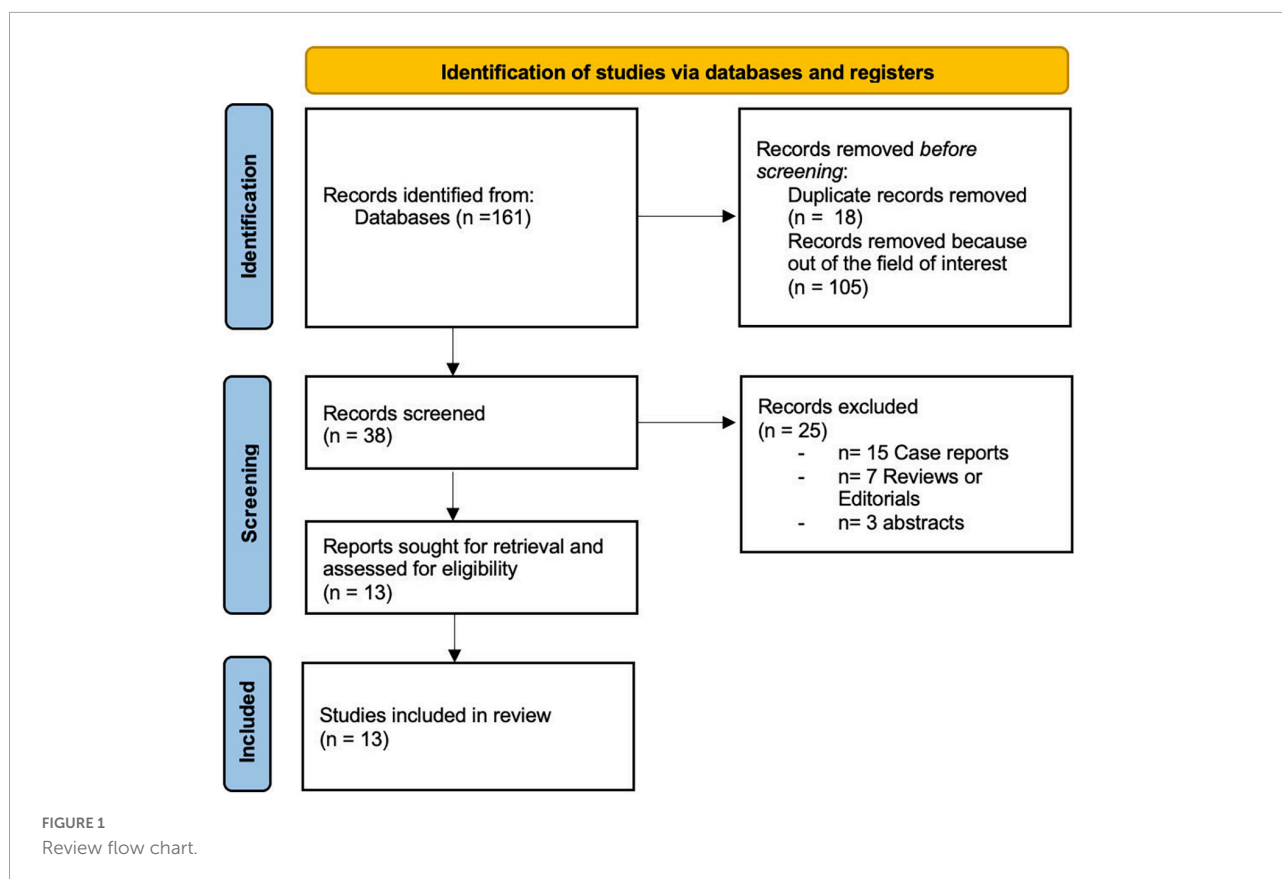 Identification of studies via databases and registers
Identification
Records identified from:
Databases (n =161)
Records removed before
screening:
Duplicate records removed
(n = 18)
Records removed because
out of the field of interest
(n = 105)
Screening
Records screened
(n = 38)
Records excluded
(n = 25)
- n= 15 Case reports
- n= 7 Reviews or
Editorials
- n= 3 abstracts
Reports sought for retrieval and
assessed for eligibility
(n = 13)
Included
Studies included in review
(n = 13)
FIGURE 1
Review flow chart.